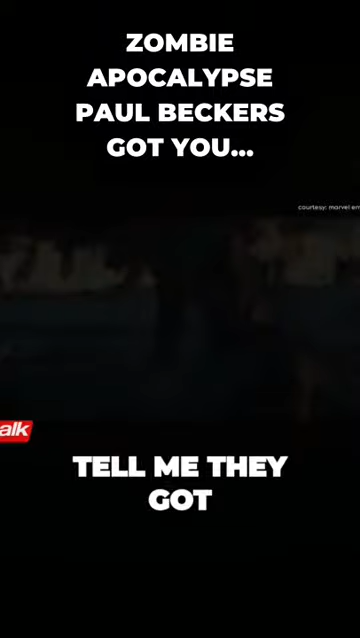 ZOMBIE
APOCALYPSE
PAUL BECKERS
GOT YOU...
courtesy: marvel en
alk
TELL ME THEY
GOT